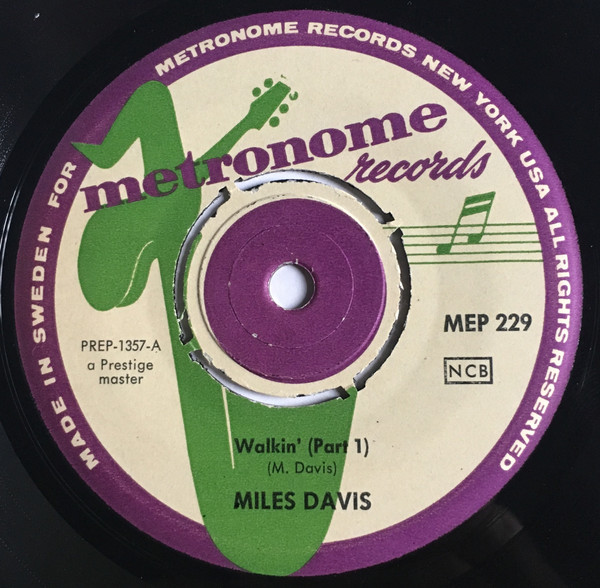 MADE IN SWEDEN FOR METRONOME RECORDS NEW YORK USA ALL RIGHTS RESERVED
metronome
records
MEP 229
PREP-1357-A
a Prestige
master
NCB
Walkin' (Part 1)
(M. Davis)
MILES DAVIS